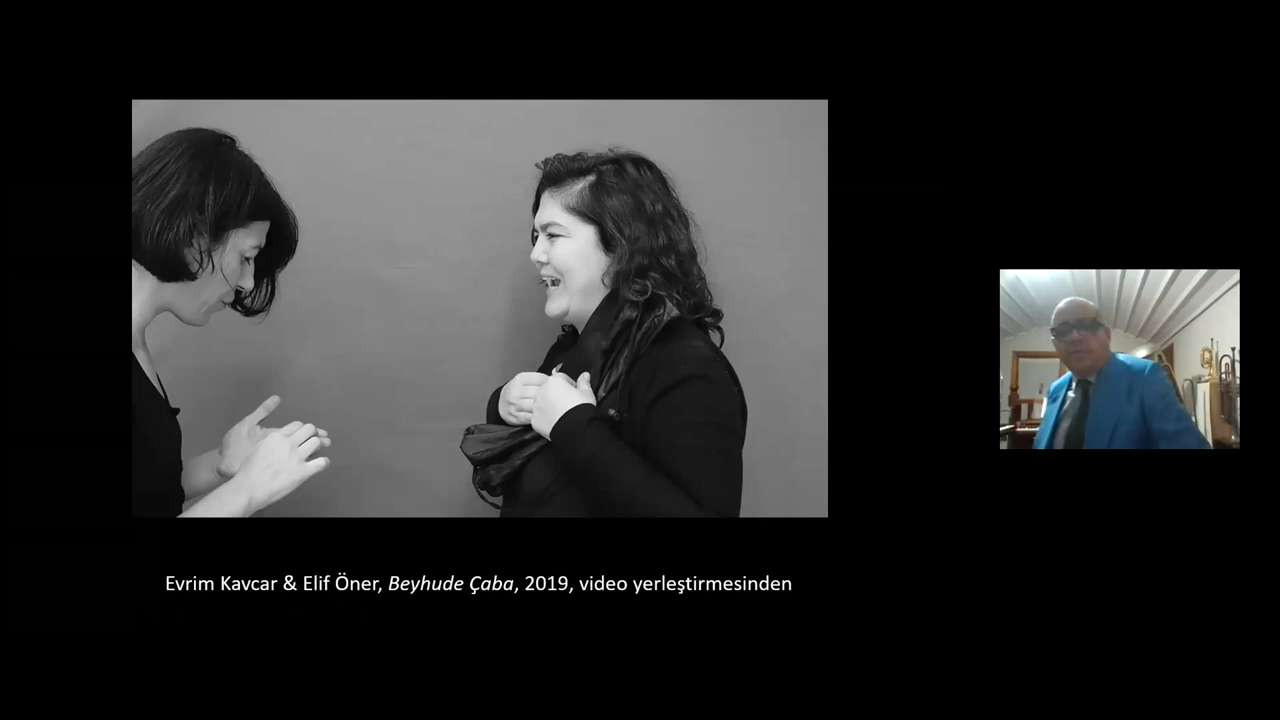 Evrim Kavcar & Elif Öner, Beyhude Çaba, 2019, video yerleştirmesinden